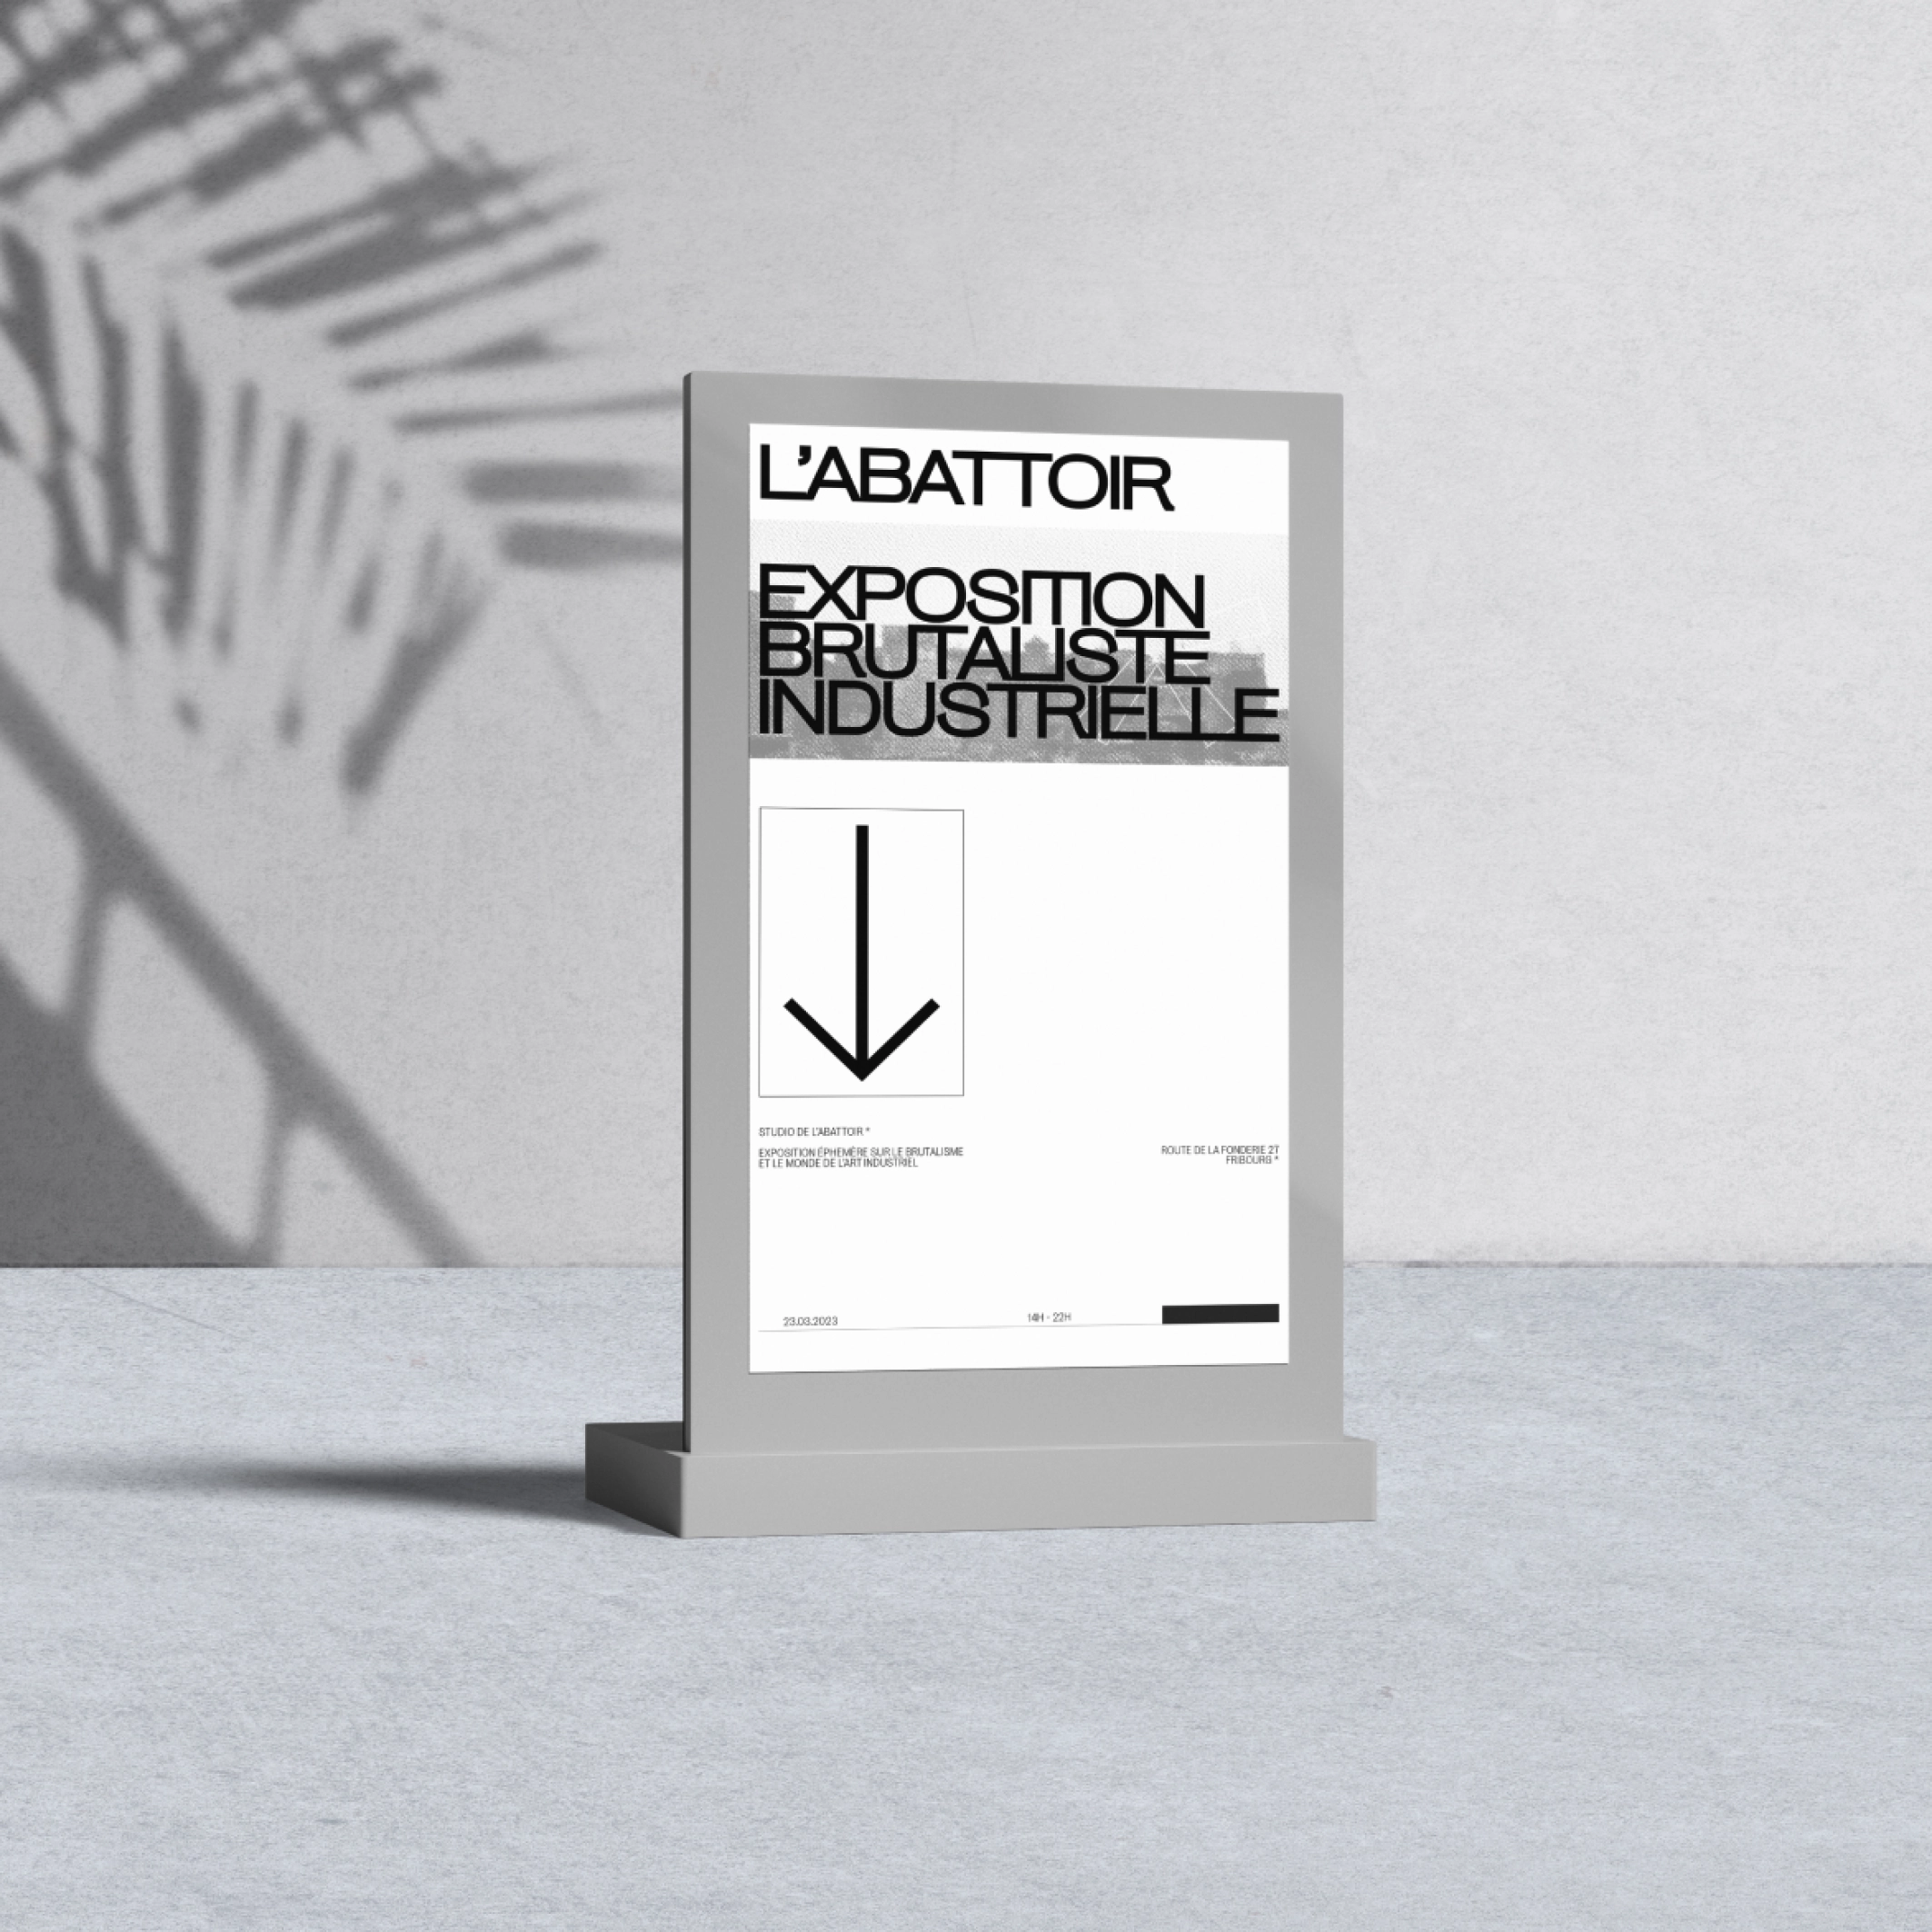 L'ABATTOIR
EXPOSITION
BRUTALISTE
INDUSTRIELLE
STUDIO DE L'ABATTOIR *
EXPOSITION ÉPHÉMÈRE SUR LE BRUTALISME
ET LE MONDE DE L'ART INDUSTRIEL
ROUTE DE LA FONDERIE 27
FRIBOURG *
23.03.2023
14H - 22H